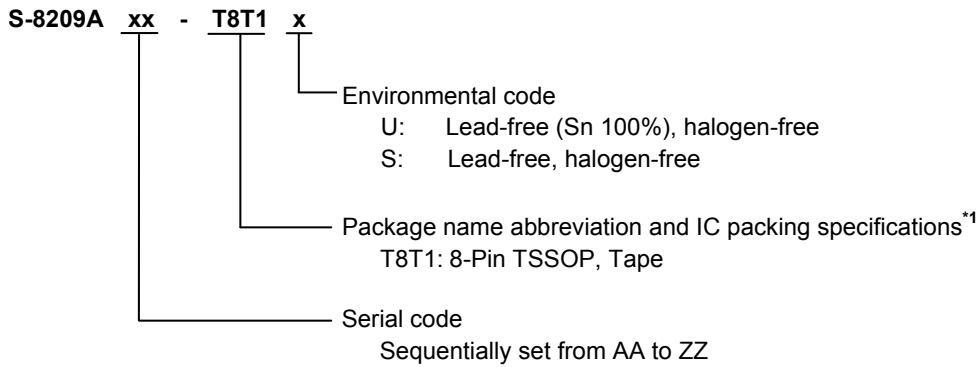 S-8209A xx - T8T1 x
Environmental code
U: Lead-free (Sn 100%), halogen-free
S: Lead-free, halogen-free
Package name abbreviation and IC packing specifications*1
T8T1: 8-Pin TSSOP, Tape
Serial code
Sequentially set from AA to ZZ